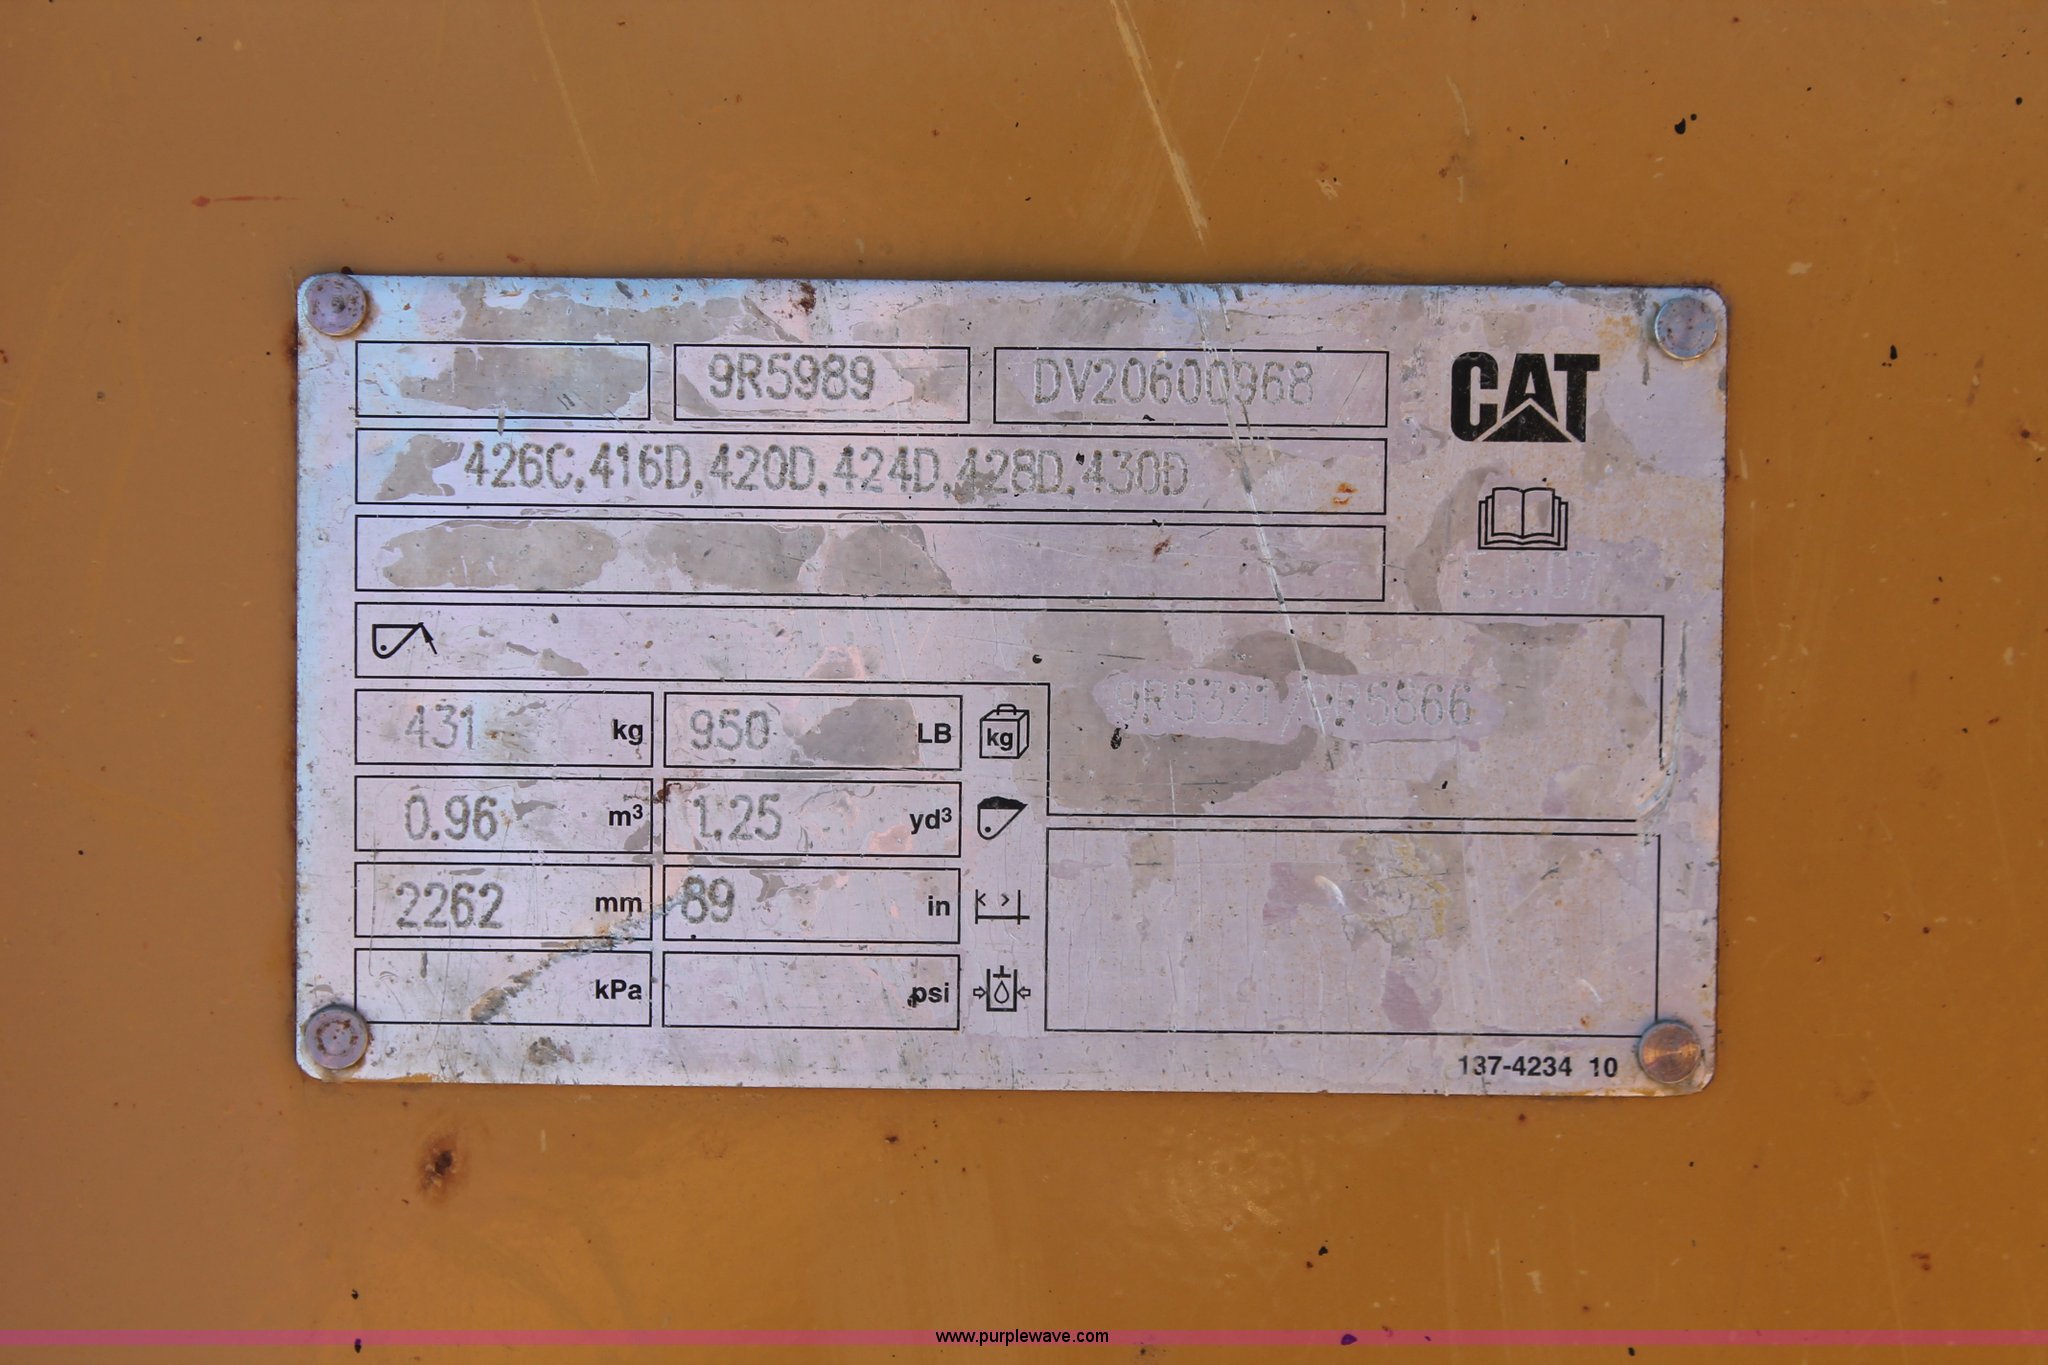 9R5989 DV20600968 CAT
426C,416D,420D,424D,428D,430D
431 kg 950 LB kg
0.96 m³ 1.25 yd³
2262 mm 89 in
kPa psi
137-4234 10
www.purplewave.com